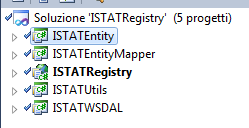 Soluzione 'ISTATRegistry' (5 progetti)
ISTATEntity
ISTATEntityMapper
ISTATRegistry
ISTATUtils
ISTATWSDAL